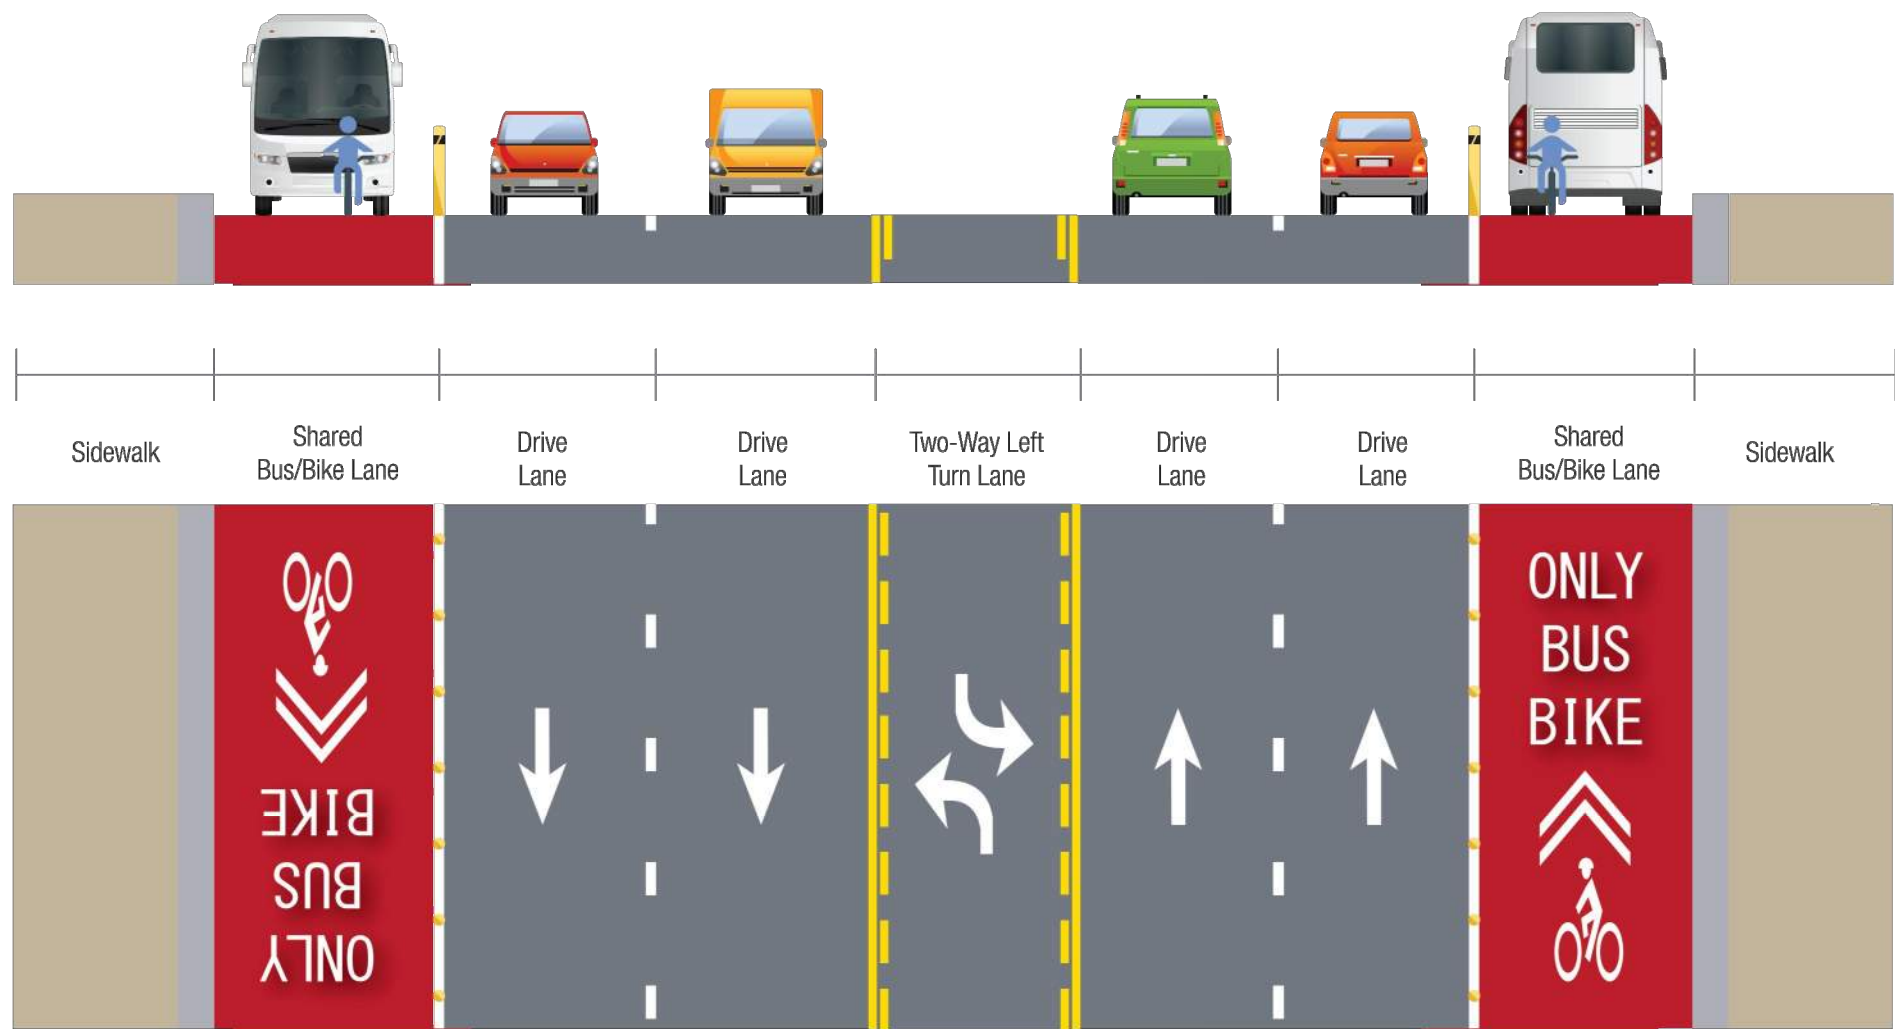 Sidewalk
Shared
Bus/Bike Lane
Drive
Lane
Drive
Lane
Two-Way Left
Turn Lane
Drive
Lane
Drive
Lane
Shared
Bus/Bike Lane
Sidewalk
BIKE
BUS
ONLY
ONLY
BUS
BIKE